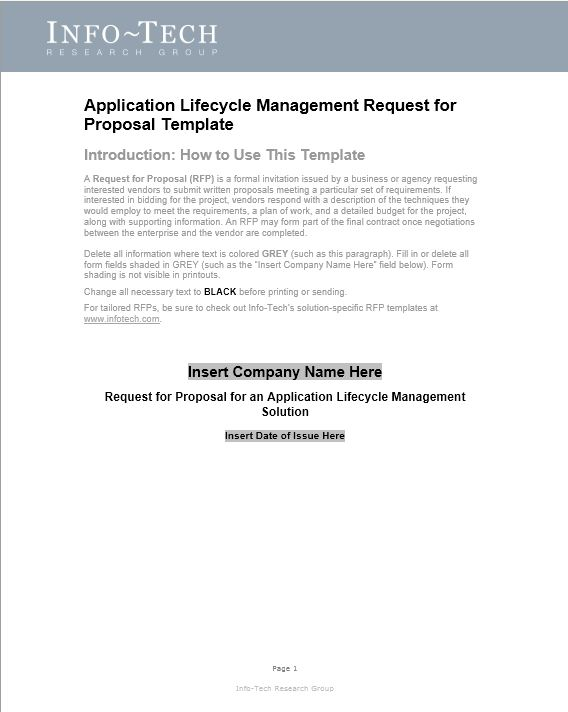 INFO~TECH
RESEARCH GROUP
Application Lifecycle Management Request for
Proposal Template
Introduction: How to Use This Template
A Request for Proposal (RFP) is a formal invitation issued by a business or agency requesting
interested vendors to submit written proposals meeting a particular set of requirements. If
interested in bidding for the project, vendors respond with a description of the techniques they
would employ to meet the requirements, a plan of work, and a detailed budget for the project,
along with supporting information. An RFP may form part of the final contract once negotiations
between the enterprise and the vendor are completed.
Delete all information where text is colored GREY (such as this paragraph). Fill in or delete all
form fields shaded in GREY (such as the “Insert Company Name Here” field below). Form
shading is not visible in printouts.
Change all necessary text to BLACK before printing or sending.
For tailored RFPs, be sure to check out Info-Tech's solution-specific RFP templates at
www.infotech.com.
Insert Company Name Here
Request for Proposal for an Application Lifecycle Management
Solution
Insert Date of Issue Here
Page 1
Info-Tech Research Group